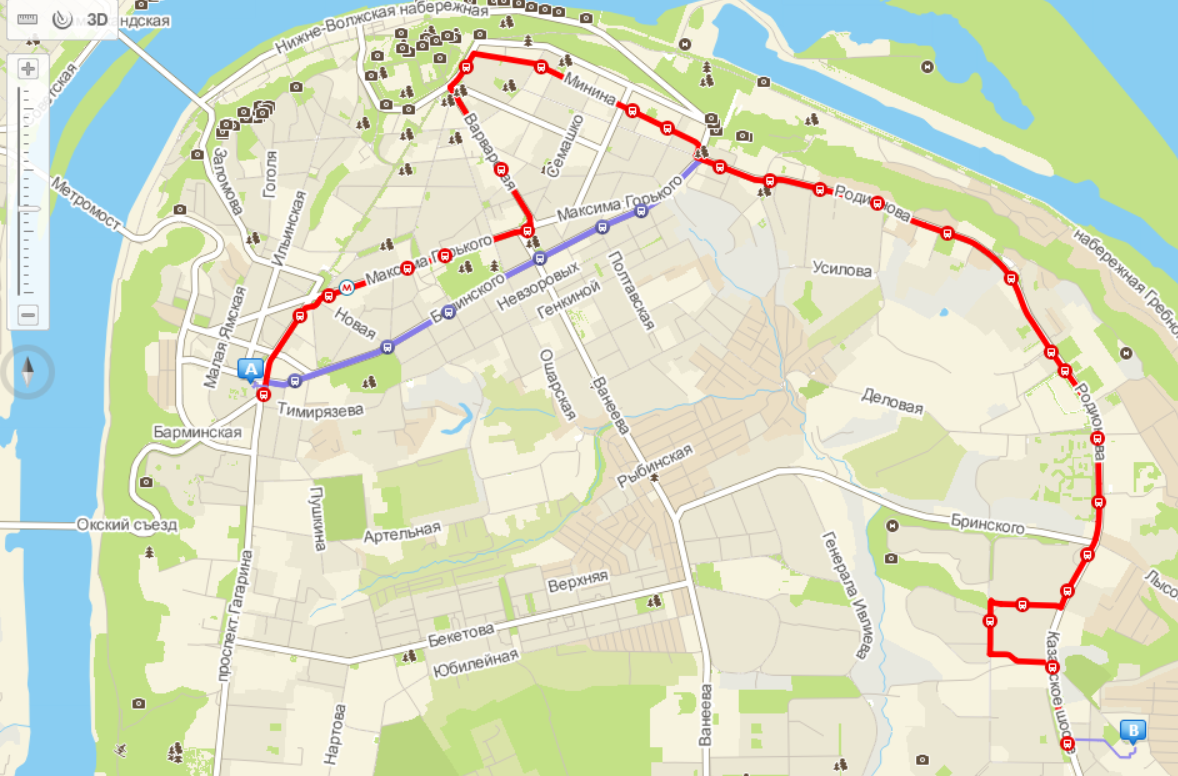 3D
Нижне-Волжская набережная
Минина
Варварская
Семашко
Заломова
Гоголя
Ильинская
Метромост
Максима Горького
Родионова
набережная Гребно
Максима Горького
М
Усилова
Полтавская
Невзоровых
Генкиной
Белинского
Новая
Малая Ямская
A
Тимирязева
Ошарская
Ванеева
Деловая
Родионова
Барминская
Рыбинская
Пушкина
Артельная
Окский съезд
Бринского
Генерала Ивлиева
Верхняя
Лысо
проспект Гагарина
Бекетова
Юбилейная
Казанское шоссе
Ванеева
Нартова
B